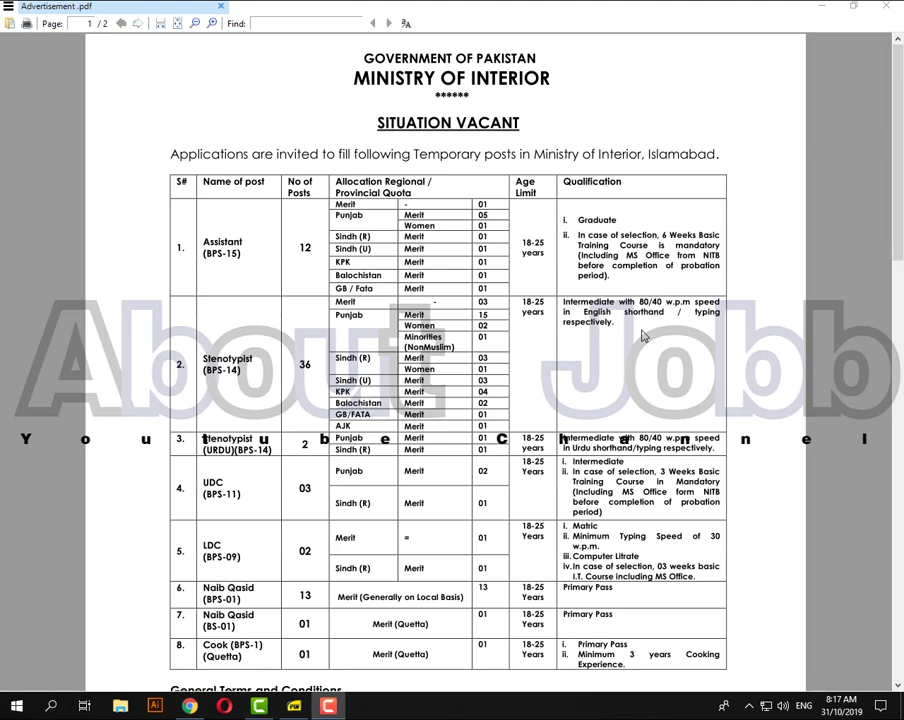 Advertisement .pdf
Page: 1 / 2 Find:
GOVERNMENT OF PAKISTAN
MINISTRY OF INTERIOR
******
SITUATION VACANT
Applications are invited to fill following Temporary posts in Ministry of Interior, Islamabad.
S# Name of post No of Posts Allocation Regional / Provincial Quota Age Limit Qualification
1. Assistant (BPS-15) 12 18-25 years
Merit - 01
Punjab Merit 05
Women 01
Sindh (R) Merit 01
Sindh (U) Merit 01
KPK Merit 01
Balochistan Merit 01
GB / Fata Merit 01
i. Graduate
ii. In case of selection, 6 Weeks Basic
Training Course is mandatory
(Including MS Office from NITB
before completion of probation
period).
2. Stenotypist (BPS-14) 36 18-25 years
Merit - 03
Punjab Merit 15
Women 02
Minorities (NonMuslim) 01
Sindh (R) Merit 03
Women 01
Sindh (U) Merit 03
KPK Merit 04
Balochistan Merit 02
GB/FATA Merit 01
AJK Merit 01
Intermediate with 80/40 w.p.m speed
in English shorthand / typing
respectively.
About Jobb
Youtube Channel
3. Stenotypist (URDU)(BPS-14) 2 18-25 years
Punjab Merit 01
Sindh (R) Merit 01
Intermediate with 80/40 w.p.m speed
in Urdu shorthand/typing respectively.
4. UDC (BPS-11) 03 18-25 Years
Punjab Merit 02
Sindh (R) Merit 01
i. Intermediate
ii. In case of selection, 3 Weeks Basic
Training Course in Mandatory
(Including MS Office form NITB
before completion of probation
period)
5. LDC (BPS-09) 02 18-25 Years
Merit = 01
Sindh (R) Merit 01
i. Matric
ii. Minimum Typing Speed of 30
w.p.m.
iii. Computer Litrate
iv. In case of selection, 03 weeks basic
I.T. Course including MS Office.
6. Naib Qasid (BPS-01) 13 Merit (Generally on Local Basis) 13 18-25 Years Primary Pass
7. Naib Qasid (BS-01) 01 Merit (Quetta) 01 18-25 Years Primary Pass
8. Cook (BPS-1) (Quetta) 01 Merit (Quetta) 01 18-25 Years
i. Primary Pass
ii. Minimum 3 years Cooking
Experience.
General Terms and Conditions
ENG
8:17 AM
31/10/2019